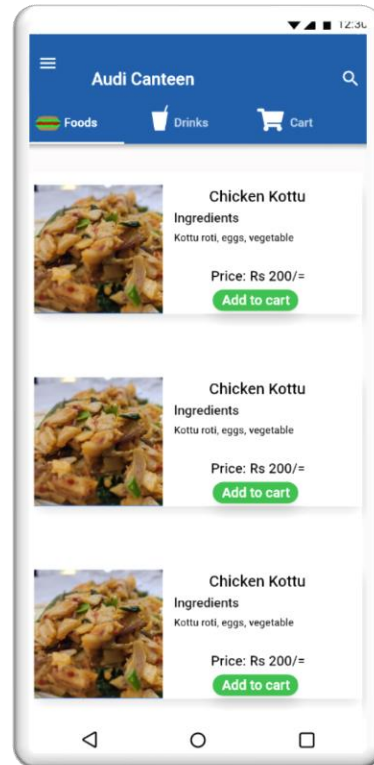 12:30
Audi Canteen
Foods Drinks Cart
Chicken Kottu
Ingredients
Kottu roti, eggs, vegetable
Price: Rs 200/=
Add to cart
Chicken Kottu
Ingredients
Kottu roti, eggs, vegetable
Price: Rs 200/=
Add to cart
Chicken Kottu
Ingredients
Kottu roti, eggs, vegetable
Price: Rs 200/=
Add to cart